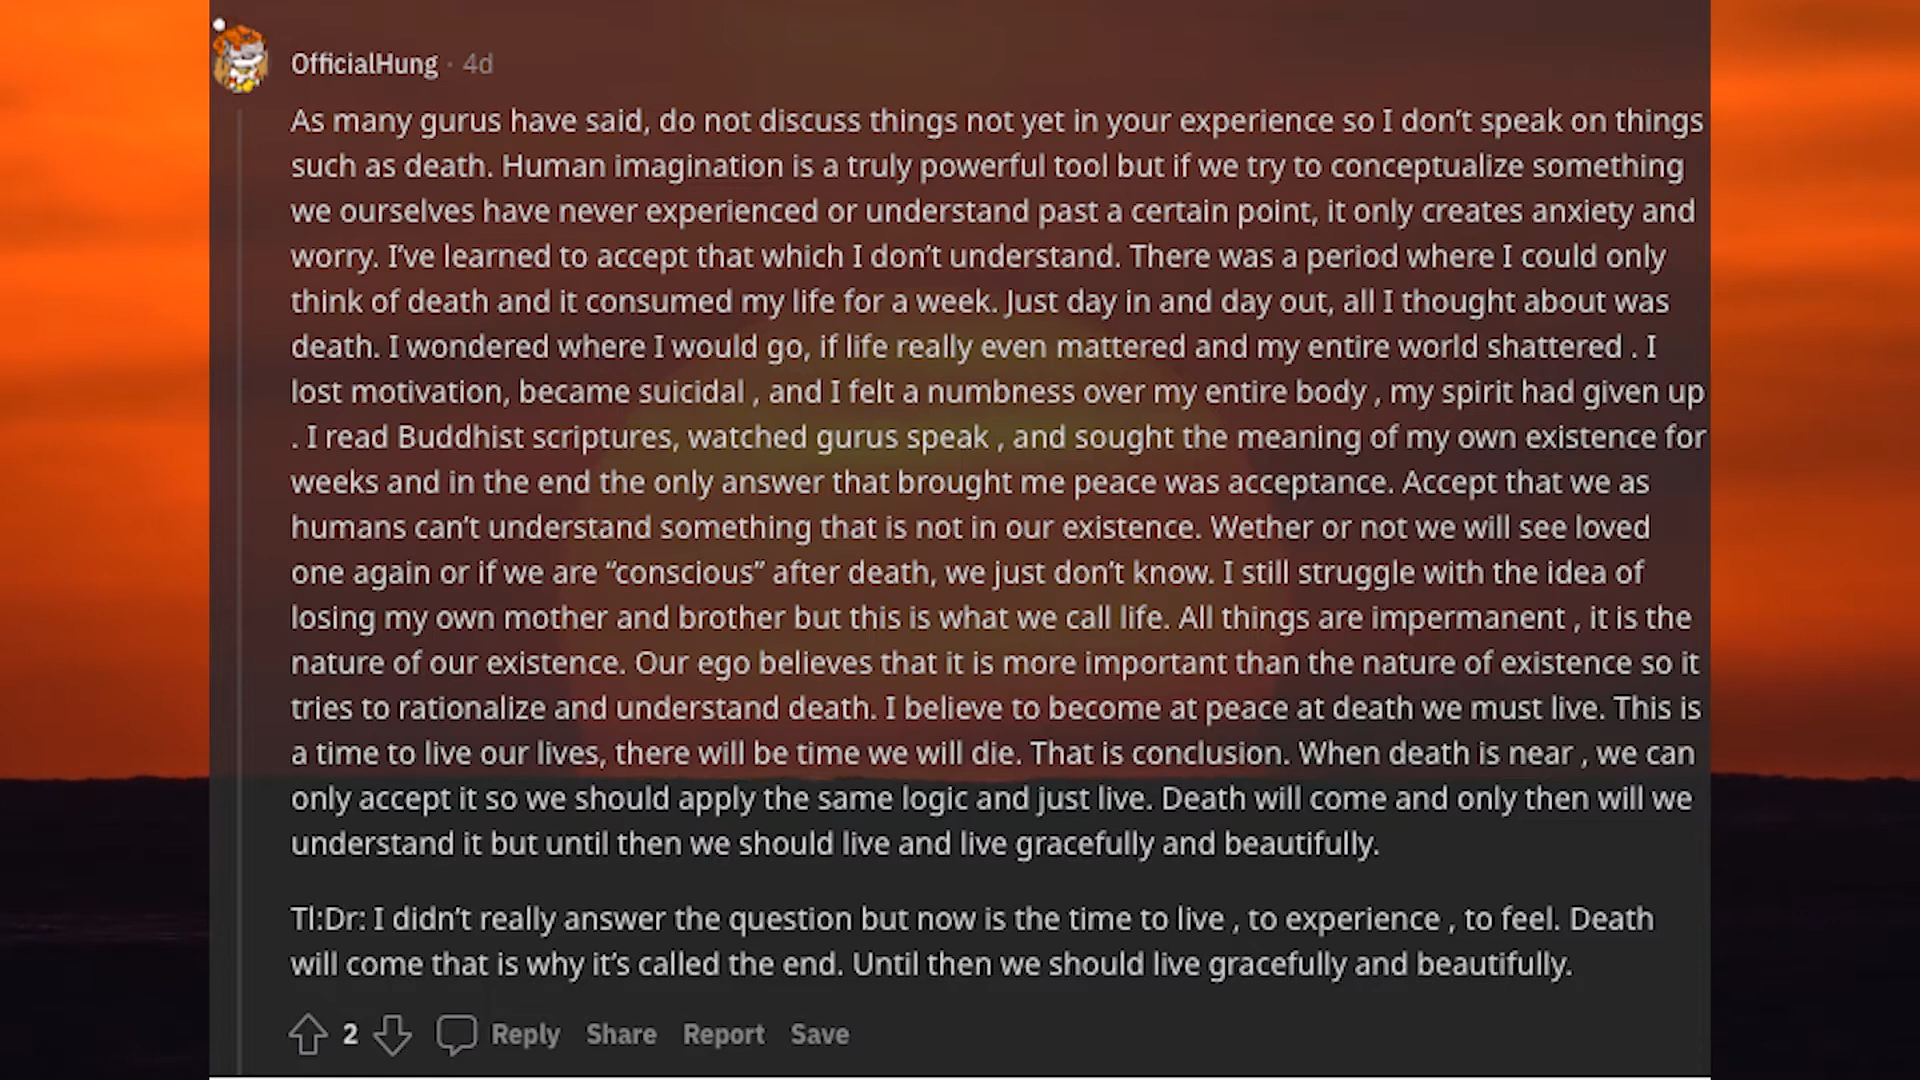 OfficialHung · 4d
As many gurus have said, do not discuss things not yet in your experience so I don’t speak on things
such as death. Human imagination is a truly powerful tool but if we try to conceptualize something
we ourselves have never experienced or understand past a certain point, it only creates anxiety and
worry. I’ve learned to accept that which I don’t understand. There was a period where I could only
think of death and it consumed my life for a week. Just day in and day out, all I thought about was
death. I wondered where I would go, if life really even mattered and my entire world shattered . I
lost motivation, became suicidal , and I felt a numbness over my entire body , my spirit had given up
. I read Buddhist scriptures, watched gurus speak , and sought the meaning of my own existence for
weeks and in the end the only answer that brought me peace was acceptance. Accept that we as
humans can’t understand something that is not in our existence. Wether or not we will see loved
one again or if we are “conscious” after death, we just don’t know. I still struggle with the idea of
losing my own mother and brother but this is what we call life. All things are impermanent , it is the
nature of our existence. Our ego believes that it is more important than the nature of existence so it
tries to rationalize and understand death. I believe to become at peace at death we must live. This is
a time to live our lives, there will be time we will die. That is conclusion. When death is near , we can
only accept it so we should apply the same logic and just live. Death will come and only then will we
understand it but until then we should live and live gracefully and beautifully.
Tl:Dr: I didn’t really answer the question but now is the time to live , to experience , to feel. Death
will come that is why it’s called the end. Until then we should live gracefully and beautifully.
2 Reply Share Report Save